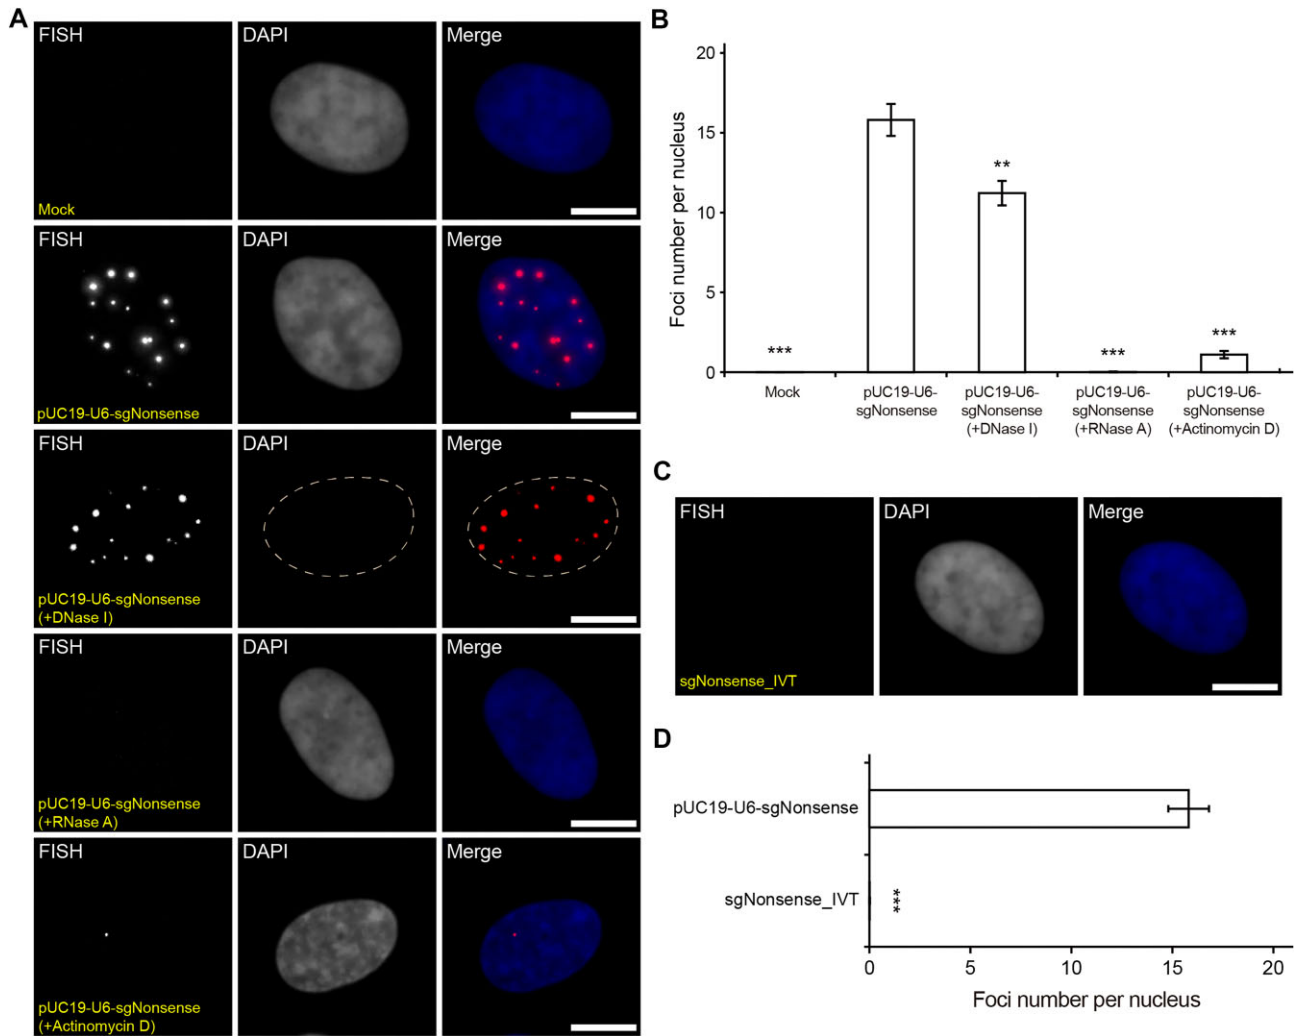 A
FISH
DAPI
Merge
Mock
FISH
DAPI
Merge
pUC19-U6-sgNonsense
FISH
DAPI
Merge
pUC19-U6-sgNonsense
(+DNase I)
FISH
DAPI
Merge
pUC19-U6-sgNonsense
(+RNase A)
FISH
DAPI
Merge
pUC19-U6-sgNonsense
(+Actinomycin D)
B
Foci number per nucleus
20
15
10
5
0
***
**
***
***
Mock
pUC19-U6-
sgNonsense
pUC19-U6-
sgNonsense
(+DNase I)
pUC19-U6-
sgNonsense
(+RNase A)
pUC19-U6-
sgNonsense
(+Actinomycin D)
C
FISH
DAPI
Merge
sgNonsense_IVT
D
pUC19-U6-sgNonsense
sgNonsense_IVT
***
0
5
10
15
20
Foci number per nucleus